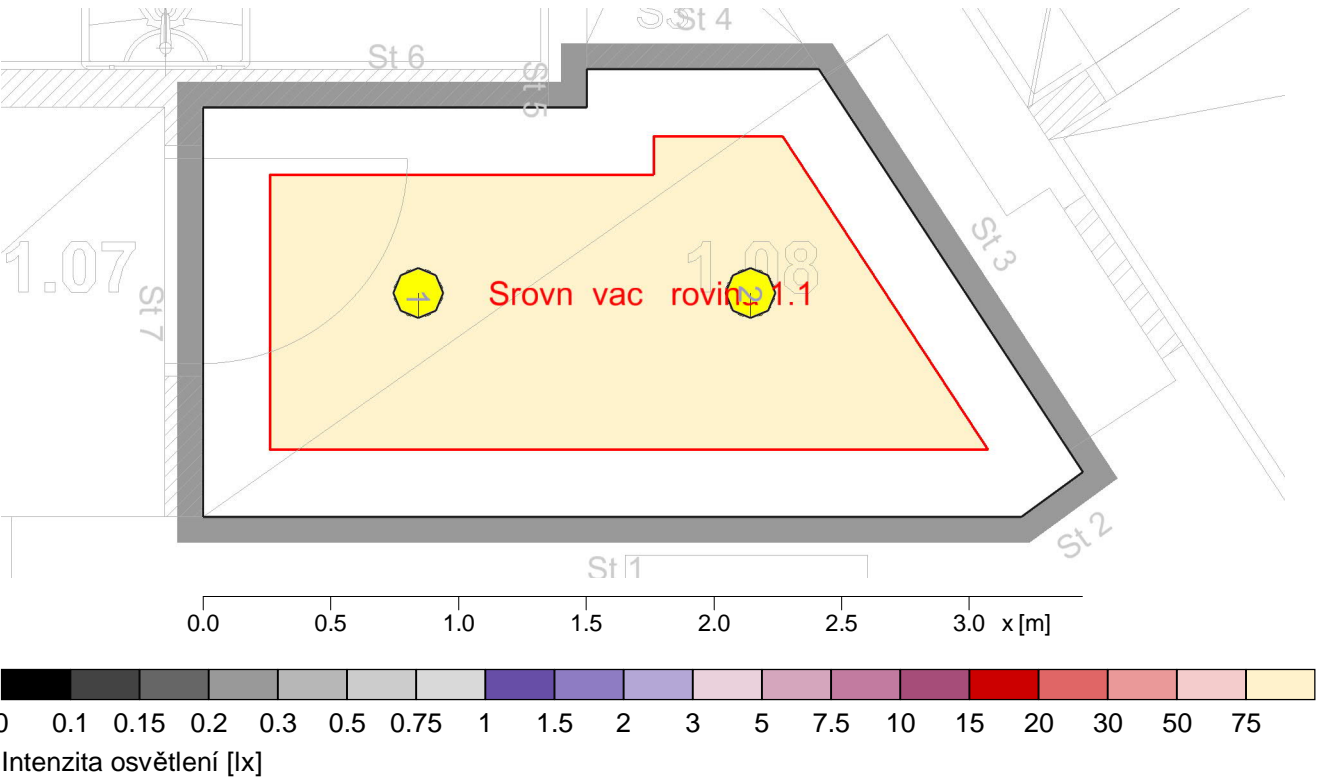 S3
St 4
St 6
St 5
1.07
1.08
St 3
St 7
1
Srovn vac rovin 1.1
2
St 2
St 1
0.0 0.5 1.0 1.5 2.0 2.5 3.0 x [m]
0 0.1 0.15 0.2 0.3 0.5 0.75 1 1.5 2 3 5 7.5 10 15 20 30 50 75
Intenzita osvětlení [lx]